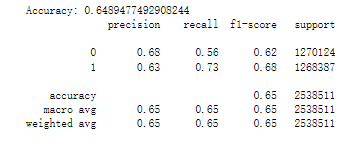 Accuracy: 0.6489477492908244
precision recall f1-score support
0 0.68 0.56 0.62 1270124
1 0.63 0.73 0.68 1268387
accuracy 0.65 2538511
macro avg 0.65 0.65 0.65 2538511
weighted avg 0.65 0.65 0.65 2538511